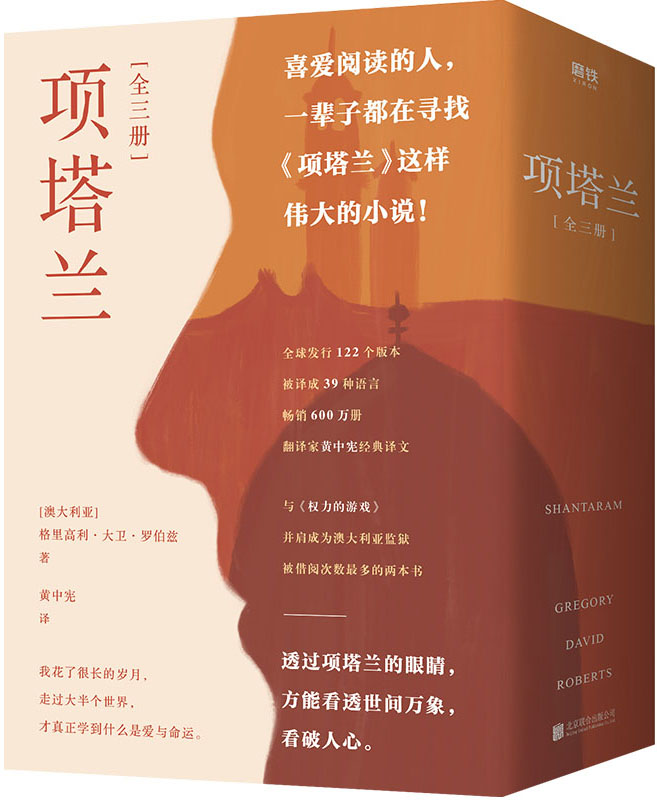 项塔兰
[全三册]
喜爱阅读的人，
一辈子都在寻找
《项塔兰》这样
伟大的小说！
全球发行122个版本
被译成39种语言
畅销600万册
翻译家黄中宪经典译文
与《权力的游戏》
并启成为澳大利亚监狱
被借阅次数最多的两本书
透过项塔兰的眼睛，
方能看透世间万象，
看破人心。
[澳大利亚]
格里高利·大卫·罗伯兹
著
黄中宪
译
我花了很长的岁月，
走过大半个世界，
才真正学到什么是爱与命运。
磨铁
XIRON
项塔兰
[全三册]
SHANTARAM
GREGORY
DAVID
ROBERTS
北京联合出版公司